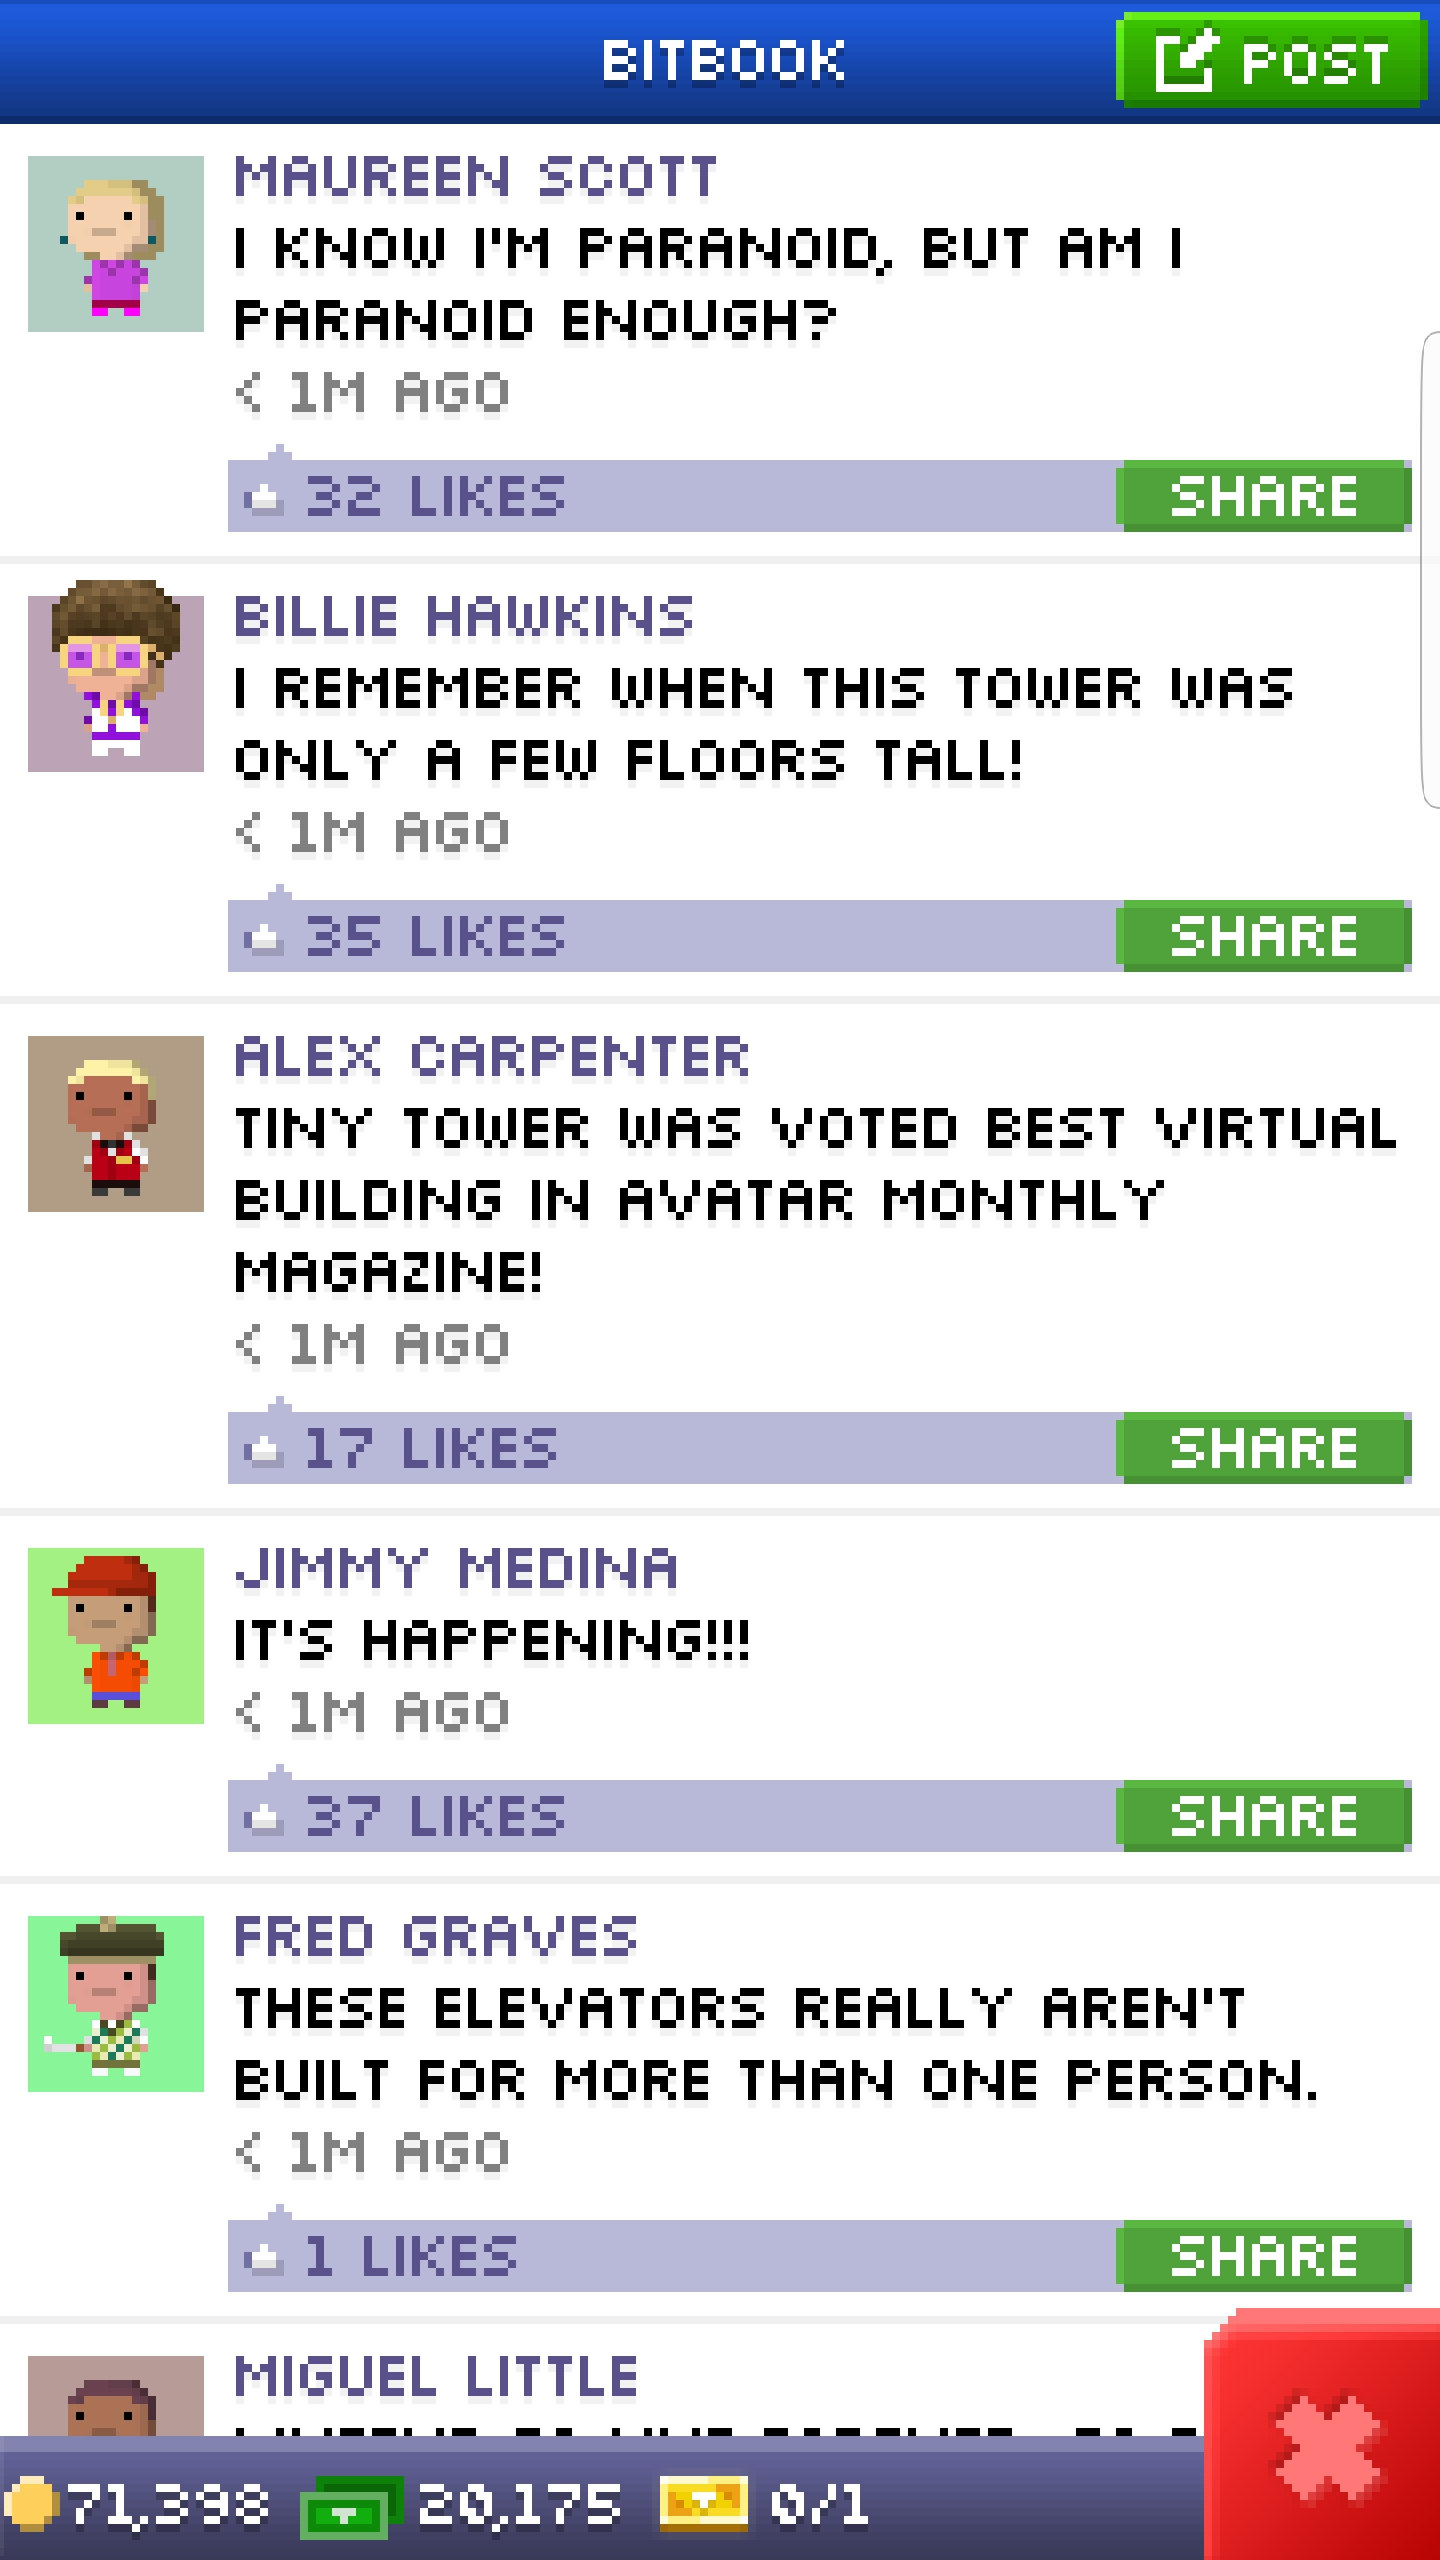 BITBOOK
POST
MAUREEN SCOTT
I KNOW I'M PARANOID, BUT AM I
PARANOID ENOUGH?
< 1M AGO
32 LIKES
SHARE
BILLIE HAWKINS
I REMEMBER WHEN THIS TOWER WAS
ONLY A FEW FLOORS TALL!
< 1M AGO
35 LIKES
SHARE
ALEX CARPENTER
TINY TOWER WAS VOTED BEST VIRTUAL
BUILDING IN AVATAR MONTHLY
MAGAZINE!
< 1M AGO
17 LIKES
SHARE
JIMMY MEDINA
IT'S HAPPENING!!!
< 1M AGO
37 LIKES
SHARE
FRED GRAVES
THESE ELEVATORS REALLY AREN'T
BUILT FOR MORE THAN ONE PERSON.
< 1M AGO
1 LIKES
SHARE
MIGUEL LITTLE
71,398
20,175
0/1